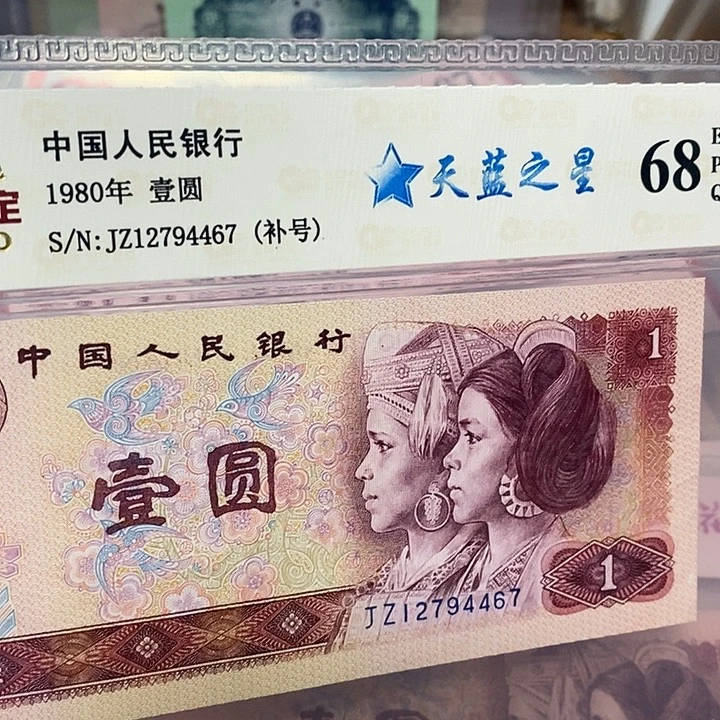 中国人民银行
1980年 壹圆
S/N:JZ12794467 (补号)
天蓝之星
68
E
P
Q
定
中国人民银行
1
壹圆
1
JZ12794467